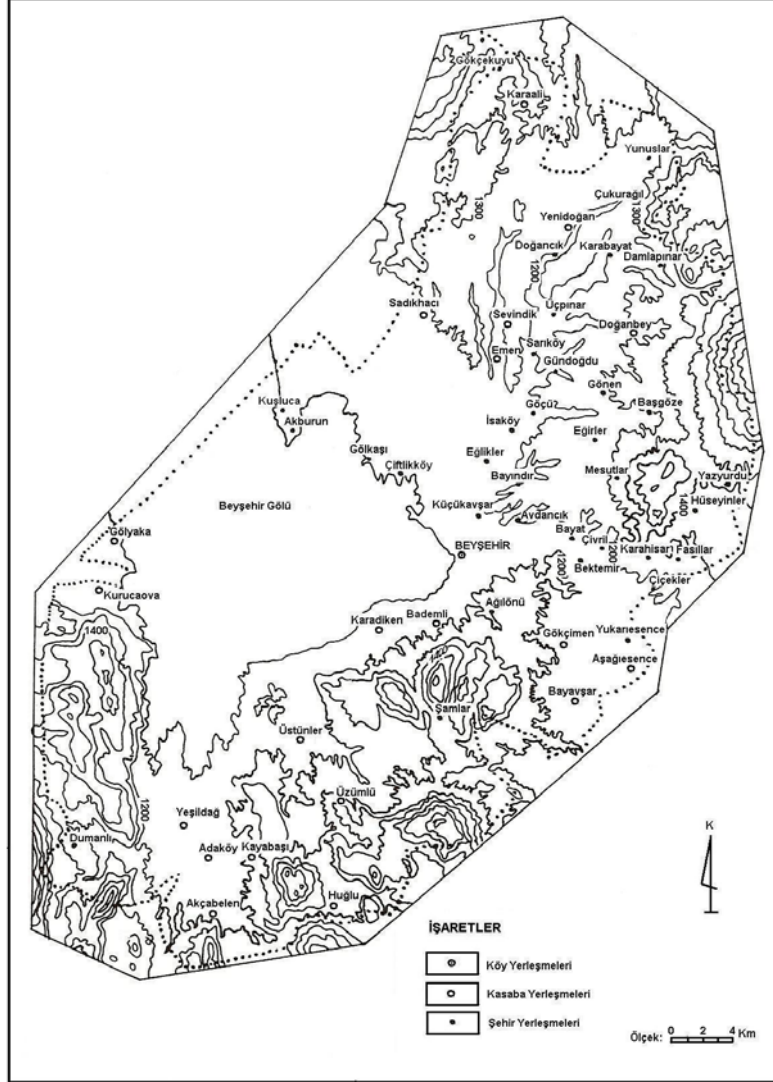 Gökçekuyu
Karaali
Yunuslar
Çukurağıl
1300
1300
Yenidoğan
Doğancık
Karabayat
Damlapınar
1200
Sadıkhacı
Üçpınar
Sevindik
Doğanbey
Sarıköy
Emen
Gündoğdu
Gönen
Kuşluca
Göçü
Başgöze
Akburun
İsaköy
Eğirler
Gölkaşı
Eğlikler
Çiftlikköy
Bayındır
Mesutlar
Yazyurdu
1400
Hüseyinler
Beyşehir Gölü
Küçükavşar
Avdancık
Gölyaka
Bayat
Çivril
BEYŞEHİR
1200
200
Karahisar
Fasıllar
Bektemir
Kurucaova
Çiçekler
Ağılönü
Bademli
Karadiken
1400
Gökçimen
Yukarıesence
1400
Aşağıesence
Bayavşar
Şamlar
Üstünler
Üzümlü
1200
Yeşildağ
Dumanlı
Adaköy
Kayabaşı
K
Huğlu
Akçabelen
İŞARETLER
Köy Yerleşmeleri
Kasaba Yerleşmeleri
Şehir Yerleşmeleri
Ölçek: 0 2 4 Km